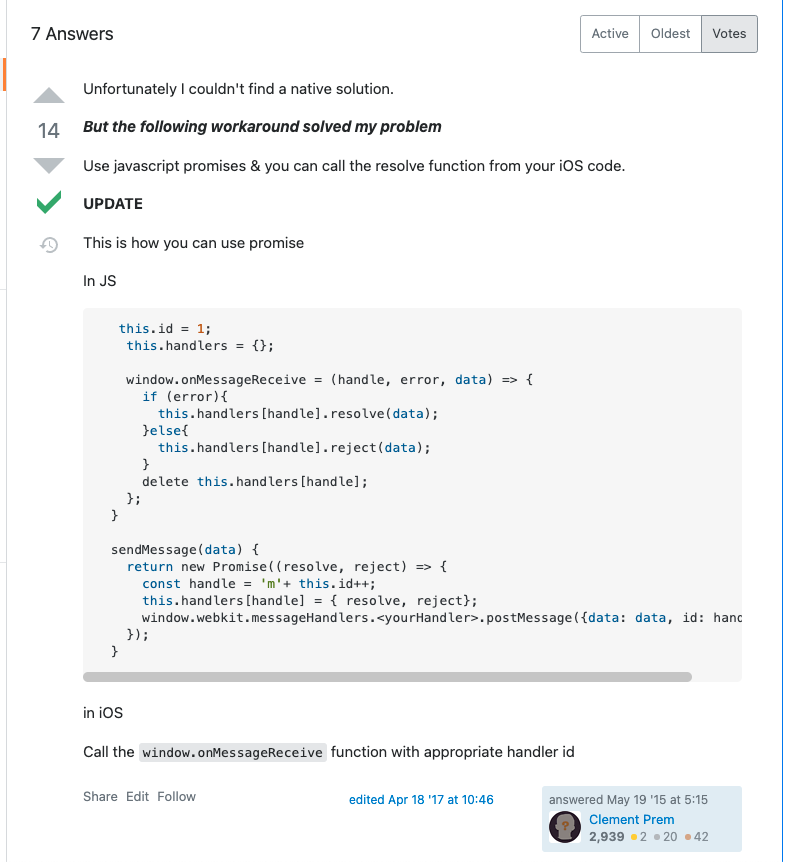 7 Answers
Active Oldest Votes
Unfortunately I couldn't find a native solution.
14
But the following workaround solved my problem
Use javascript promises & you can call the resolve function from your iOS code.
UPDATE
This is how you can use promise
In JS
this.id = 1;
this.handlers = {};
window.onMessageReceive = (handle, error, data) => {
if (error){
this.handlers[handle].resolve(data);
}else{
this.handlers[handle].reject(data);
}
delete this.handlers[handle];
};
}
sendMessage(data) {
return new Promise((resolve, reject) => {
const handle = 'm'+ this.id++;
this.handlers[handle] = { resolve, reject};
window.webkit.messageHandlers.<yourHandler>.postMessage({data: data, id: hand
});
}
in iOS
Call the window.onMessageReceive function with appropriate handler id
Share Edit Follow
edited Apr 18 '17 at 10:46
answered May 19 '15 at 5:15
Clement Prem
2,939 ●2 ●20 ●42